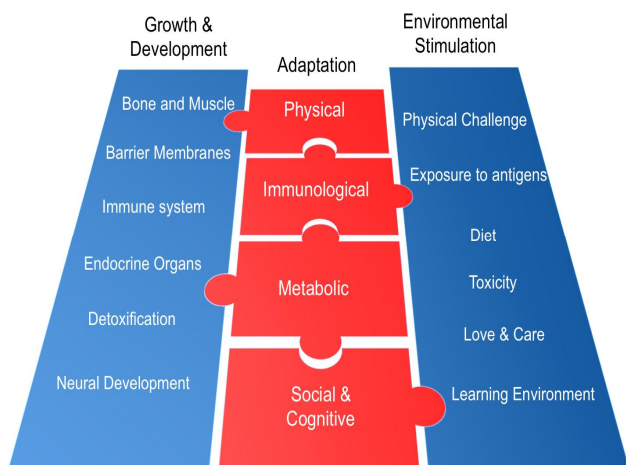 Growth &
Development
Adaptation
Environmental
Stimulation
Bone and Muscle
Barrier Membranes
Immune system
Endocrine Organs
Detoxification
Neural Development
Physical
Immunological
Metabolic
Social &
Cognitive
Physical Challenge
Exposure to antigens
Diet
Toxicity
Love & Care
Learning Environment